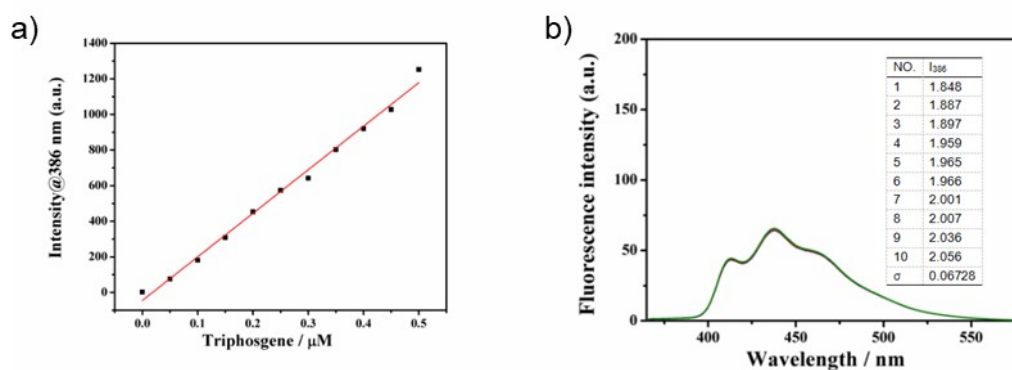 a)
Intensity@386 nm (a.u.)
1400
1200
1000
800
600
400
200
0
0.0 0.1 0.2 0.3 0.4 0.5
Triphosgene / μM
b)
Fluorescence intensity (a.u.)
200
150
100
50
0
400 450 500 550
Wavelength / nm
NO. I386
1 1.848
2 1.887
3 1.897
4 1.959
5 1.965
6 1.966
7 2.001
8 2.007
9 2.036
10 2.056
σ 0.06728